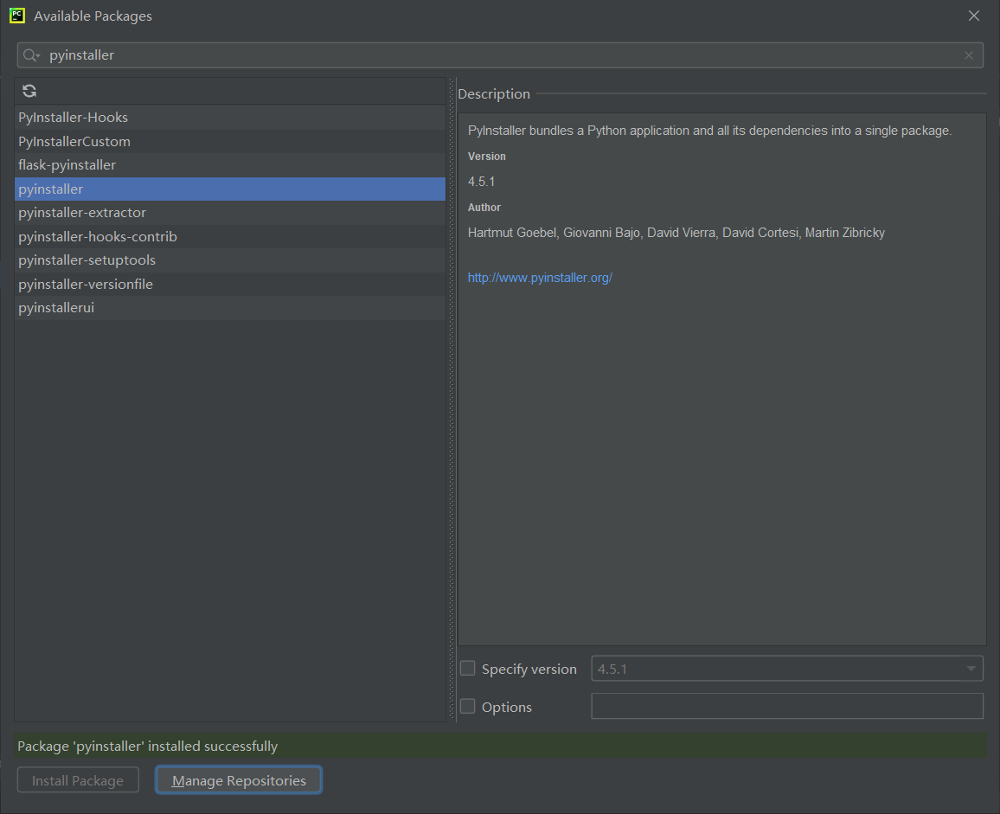 PC
Available Packages
pyinstaller
PyInstaller-Hooks
PyInstallerCustom
flask-pyinstaller
pyinstaller
pyinstaller-extractor
pyinstaller-hooks-contrib
pyinstaller-setuptools
pyinstaller-versionfile
pyinstallerui
Description
PyInstaller bundles a Python application and all its dependencies into a single package.
Version
4.5.1
Author
Hartmut Goebel, Giovanni Bajo, David Vierra, David Cortesi, Martin Zibricky
http://www.pyinstaller.org/
Specify version 4.5.1
Options
Package 'pyinstaller' installed successfully
Install Package Manage Repositories